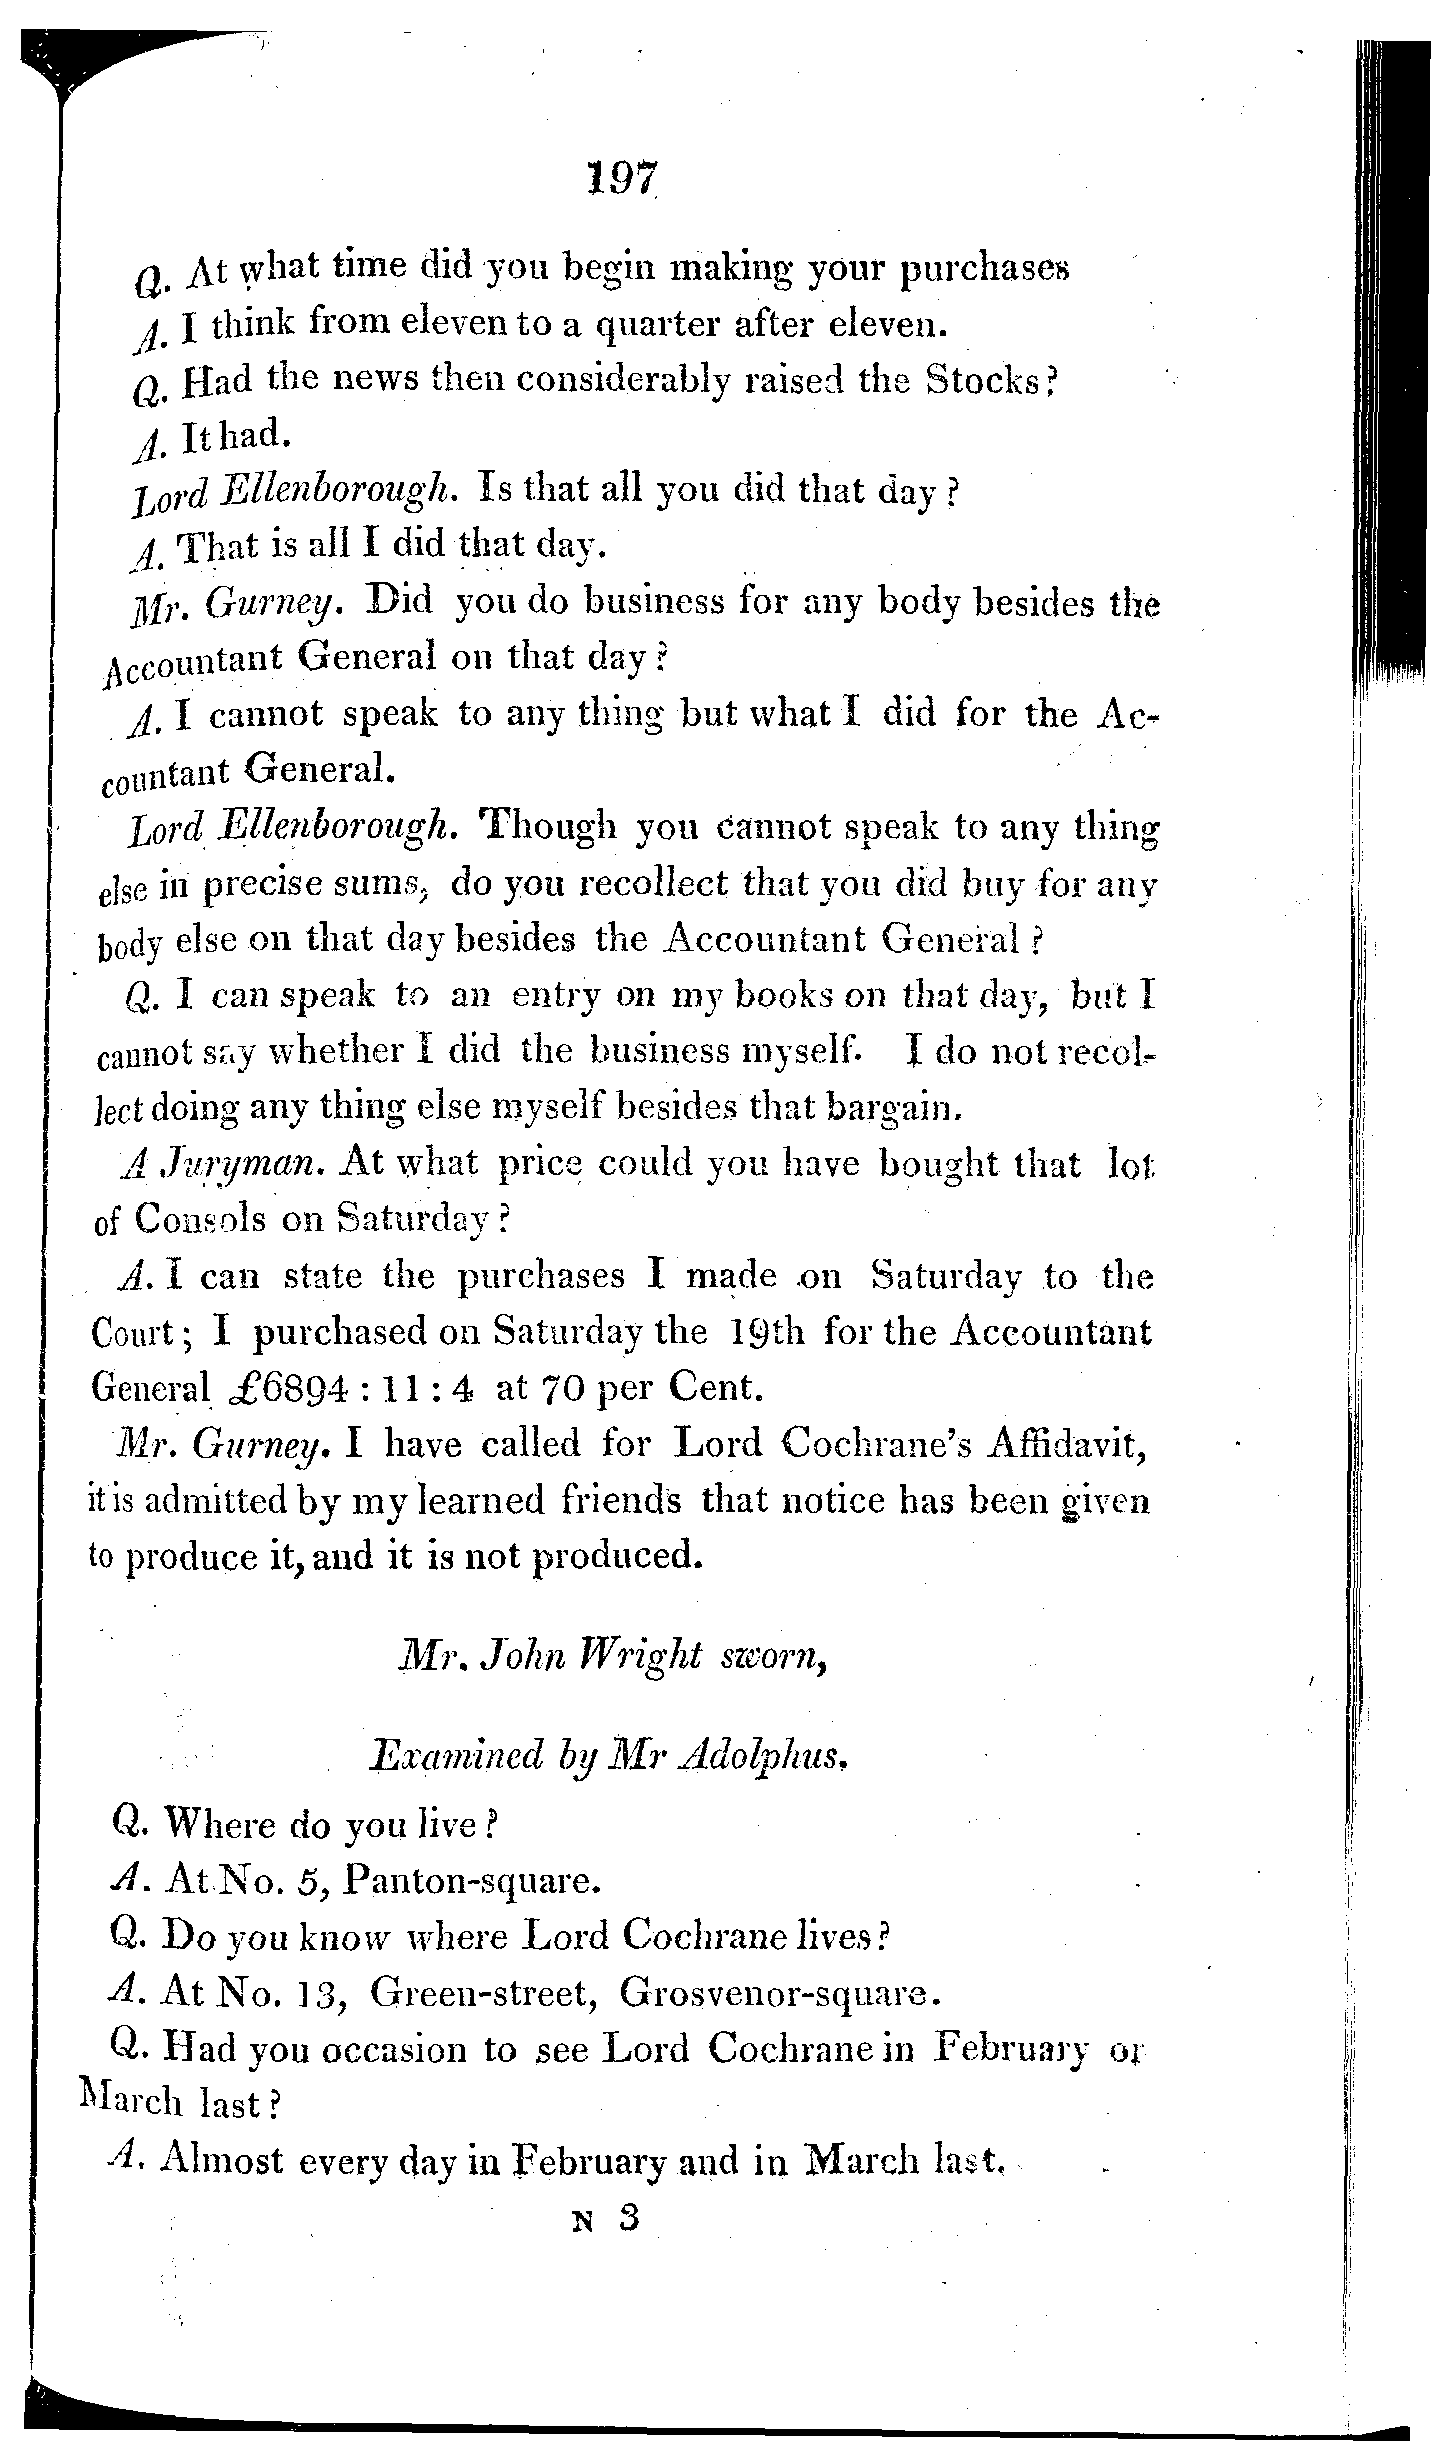 197
Q. At what time did you begin making your purchases
A. I think from eleven to a quarter after eleven.
Q. Had the news then considerably raised the Stocks?
A. It had.
Lord Ellenborough. Is that all you did that day?
A. That is all I did that day.
Mr. Gurney. Did you do business for any body besides the
Accountant General on that day?
A. I cannot speak to any thing but what I did for the Ac-
countant General.
Lord Ellenborough. Though you cannot speak to any thing
else in precise sums, do you recollect that you did buy for any
body else on that day besides the Accountant General?
Q. I can speak to an entry on my books on that day, but I
cannot say whether I did the business myself. I do not recol-
lect doing any thing else myself besides that bargain.
A Juryman. At what price could you have bought that lot
of Consols on Saturday?
A. I can state the purchases I made on Saturday to the
Court; I purchased on Saturday the 19th for the Accountant
General £6894 : 11 : 4 at 70 per Cent.
Mr. Gurney. I have called for Lord Cochrane's Affidavit,
it is admitted by my learned friends that notice has been given
to produce it, and it is not produced.
Mr. John Wright sworn,
Examined by Mr Adolphus.
Q. Where do you live?
A. At No. 5, Panton-square.
Q. Do you know where Lord Cochrane lives?
A. At No. 13, Green-street, Grosvenor-square.
Q. Had you occasion to see Lord Cochrane in February or
March last?
A. Almost every day in February and in March last.
N 3